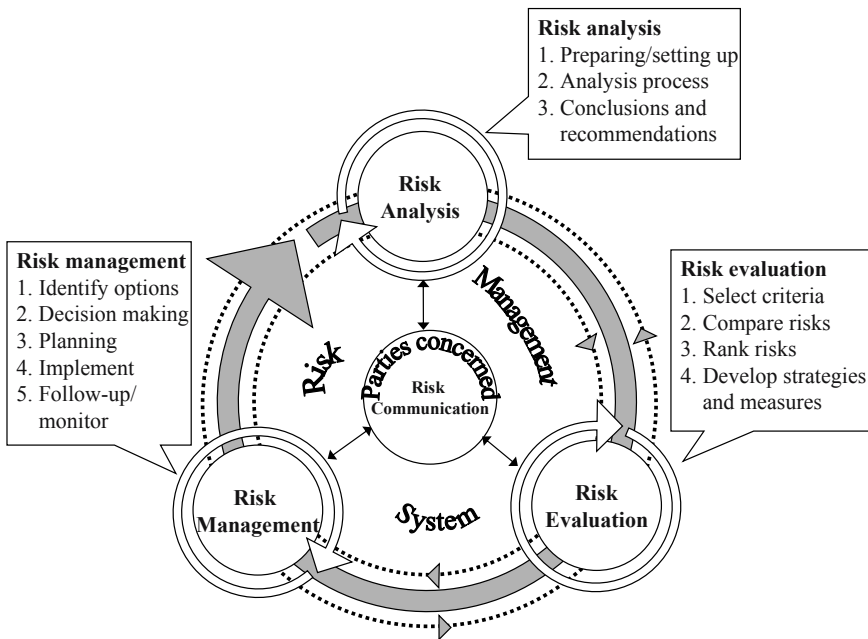 Risk analysis
1. Preparing/setting up
2. Analysis process
3. Conclusions and
recommendations
Risk
Analysis
Risk management
1. Identify options
2. Decision making
3. Planning
4. Implement
5. Follow-up/
monitor
Risk evaluation
1. Select criteria
2. Compare risks
3. Rank risks
4. Develop strategies
and measures
Risk
Management
System
Parties concerned
Risk
Communication
Risk
Management
Risk
Evaluation